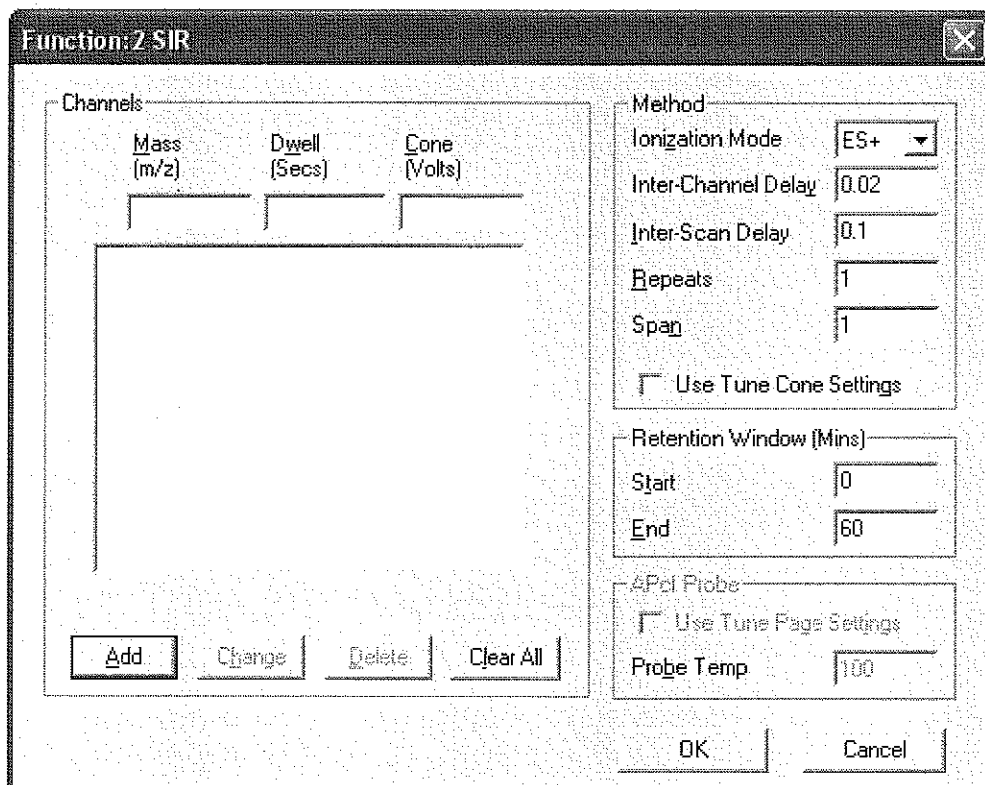 Function:2 SIR
Channels
Mass (m/z)
Dwell (Secs)
Cone (Volts)
Add
Change
Delete
Clear All
Method
Ionization Mode ES+
Inter-Channel Delay 0.02
Inter-Scan Delay 0.1
Repeats 1
Span 1
Use Tune Cone Settings
Retention Window (Mins)
Start 0
End 60
APcI Probe
Use Tune Page Settings
Probe Temp 100
OK
Cancel